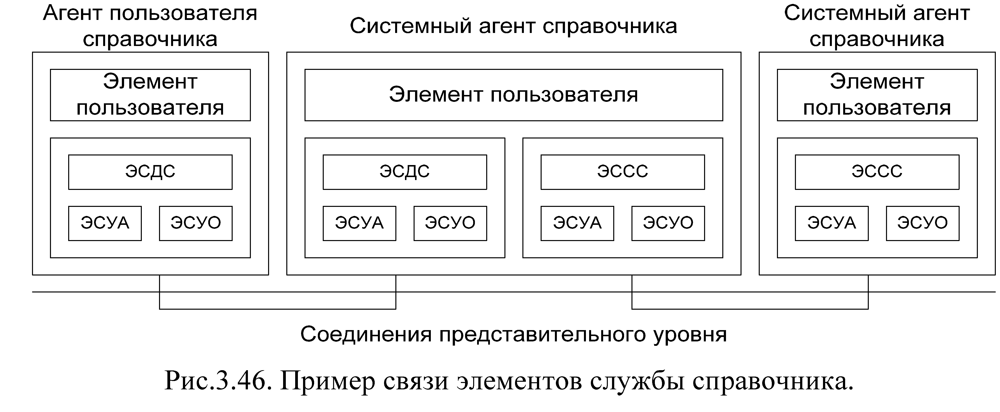 Агент пользователя
справочника
Системный агент справочника
Системный агент
справочника
Элемент
пользователя
Элемент пользователя
Элемент
пользователя
ЭСДС
ЭСДС
ЭССС
ЭССС
ЭСУА
ЭСУО
ЭСУА
ЭСУО
ЭСУА
ЭСУО
ЭСУА
ЭСУО
Соединения представительного уровня
Рис.3.46. Пример связи элементов службы справочника.